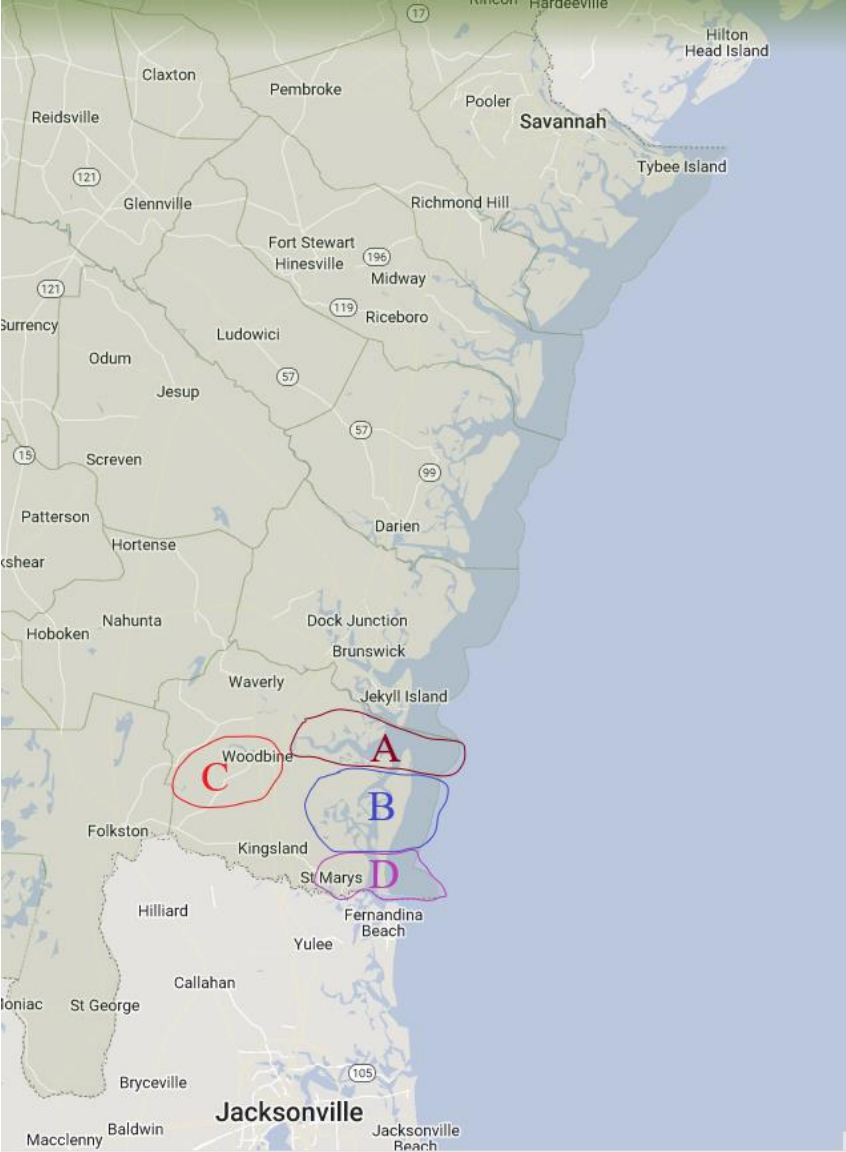 Hardeeville
17
Hilton
Head Island
Claxton
Pembroke
Pooler
Reidsville
Savannah
Tybee Island
121
Glennville
Richmond Hill
Fort Stewart
Hinesville
196
Midway
121
119
Riceboro
Surrency
Ludowici
Odum
57
Jesup
57
15
Screven
99
Patterson
Darien
Hortense
kshear
Nahunta
Dock Junction
Hoboken
Brunswick
Waverly
Jekyll Island
A
Woodbine
C
B
Folkston
Kingsland
St Marys
D
Hilliard
Fernandina
Beach
Yulee
Callahan
Moniac
St George
105
Bryceville
Jacksonville
Baldwin
Jacksonville
Beach
Macclenny